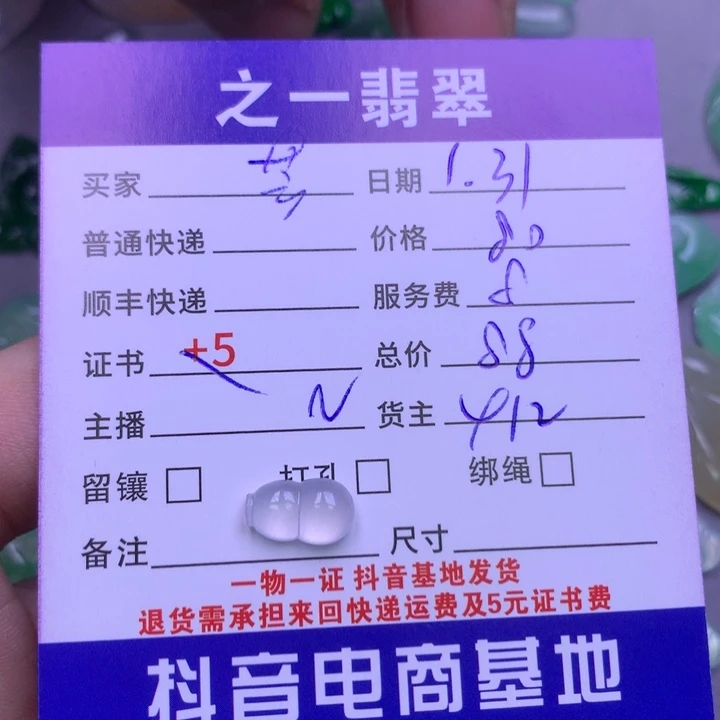 之一翡翠
买家 芸 日期 1.31
普通快递 价格 80
顺丰快递 服务费 8
证书 +5 总价 88
主播 N 货主 412
留镶 打孔 绑绳
备注 尺寸
一物一证 抖音基地发货
退货需承担来回快递运费及5元证书费
抖音电商基地